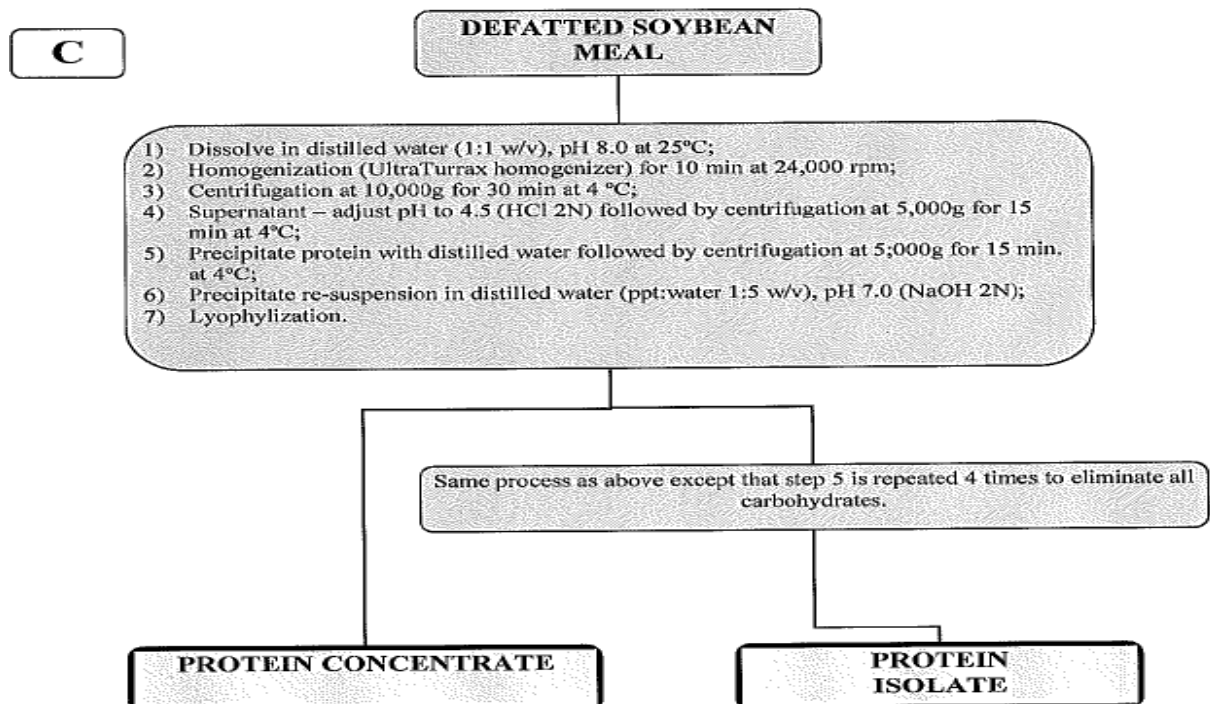 C
DEFATTED SOYBEAN
MEAL
1) Dissolve in distilled water (1:1 w/v), pH 8.0 at 25°C;
2) Homogenization (UltraTurrax homogenizer) for 10 min at 24,000 rpm;
3) Centrifugation at 10,000g for 30 min at 4 ºC;
4) Supernatant – adjust pH to 4.5 (HCl 2N) followed by centrifugation at 5,000g for 15
min at 4ºC;
5) Precipitate protein with distilled water followed by centrifugation at 5;000g for 15 min.
at 4ºC;
6) Precipitate re-suspension in distilled water (ppt:water 1:5 w/v), pH 7.0 (NaOH 2N);
7) Lyophylization.
Same process as above except that step 5 is repeated 4 times to eliminate all
carbohydrates.
PROTEIN CONCENTRATE
PROTEIN
ISOLATE